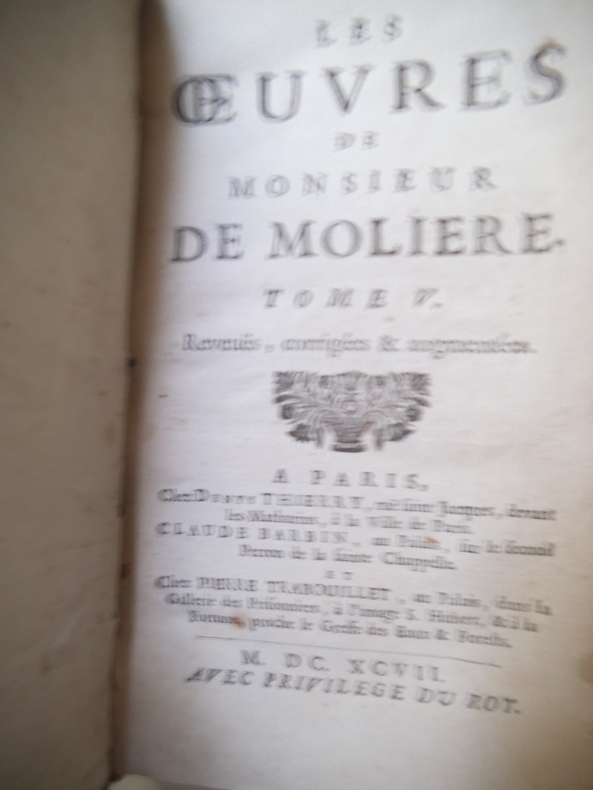 LES
ŒUVRES
DE
MONSIEUR
DE MOLIERE.
TOME V.
Reveuës, corrigées & augmentées.
A PARIS,
Chez DENYS THIERRY, ruë saint Jacques, devant
les Mathurins, à la Ville de Paris.
CLAUDE BARBIN, au Palais, sur le second
Perron de la sainte Chappelle.
ET
Chez PIERRE TRABOUILLET, au Palais, dans la
Galerie des Prisonniers, à l'image S. Hubert, & à la
Fortune, proche le Greffe des Eaux & Forests.
M. DC. XCVII.
AVEC PRIVILEGE DU ROY.